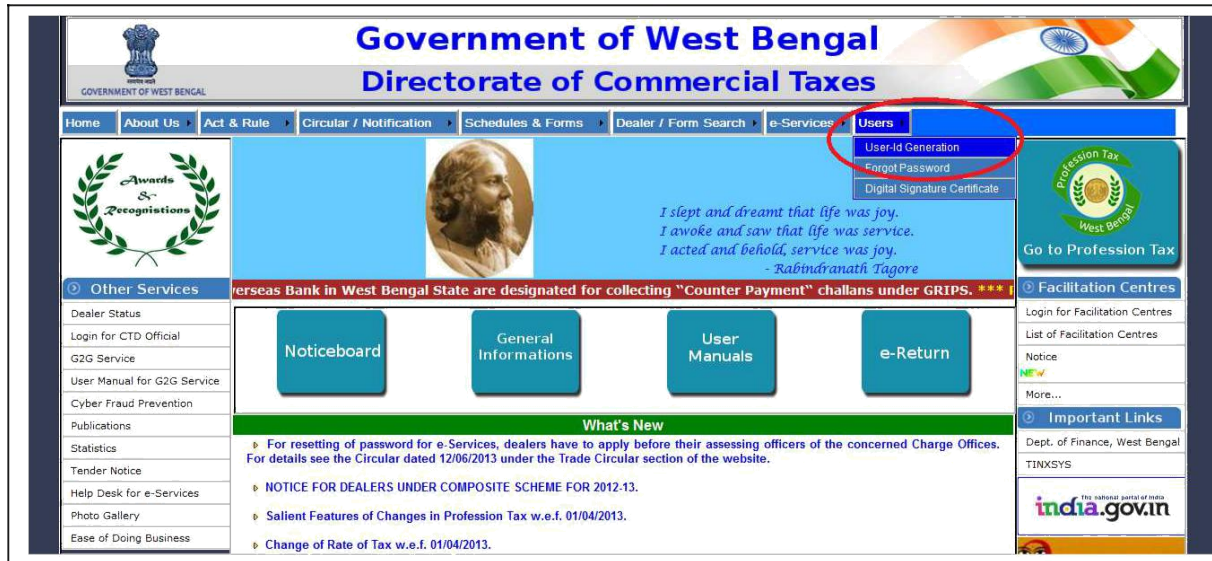 Government of West Bengal
Directorate of Commercial Taxes
GOVERNMENT OF WEST BENGAL
Home About Us Act & Rule Circular / Notification Schedules & Forms Dealer / Form Search e-Services Users
User-Id Generation
Forgot Password
Digital Signature Certificate
Awards
&
Recognistions
I slept and dreamt that life was joy.
I awoke and saw that life was service.
I acted and behold, service was joy.
- Rabindranath Tagore
Profession Tax
West Bengal
Go to Profession Tax
verseas Bank in West Bengal State are designated for collecting "Counter Payment" challans under GRIPS. ***
Other Services
Dealer Status
Login for CTD Official
G2G Service
User Manual for G2G Service
Cyber Fraud Prevention
Publications
Statistics
Tender Notice
Help Desk for e-Services
Photo Gallery
Ease of Doing Business
Noticeboard
General
Informations
User
Manuals
e-Return
What's New
For resetting of password for e-Services, dealers have to apply before their assessing officers of the concerned Charge Offices.
For details see the Circular dated 12/06/2013 under the Trade Circular section of the website.
NOTICE FOR DEALERS UNDER COMPOSITE SCHEME FOR 2012-13.
Salient Features of Changes in Profession Tax w.e.f. 01/04/2013.
Change of Rate of Tax w.e.f. 01/04/2013.
Facilitation Centres
Login for Facilitation Centres
List of Facilitation Centres
Notice
NEW
More...
Important Links
Dept. of Finance, West Bengal
TINXSYS
The national portal of India
india.gov.in